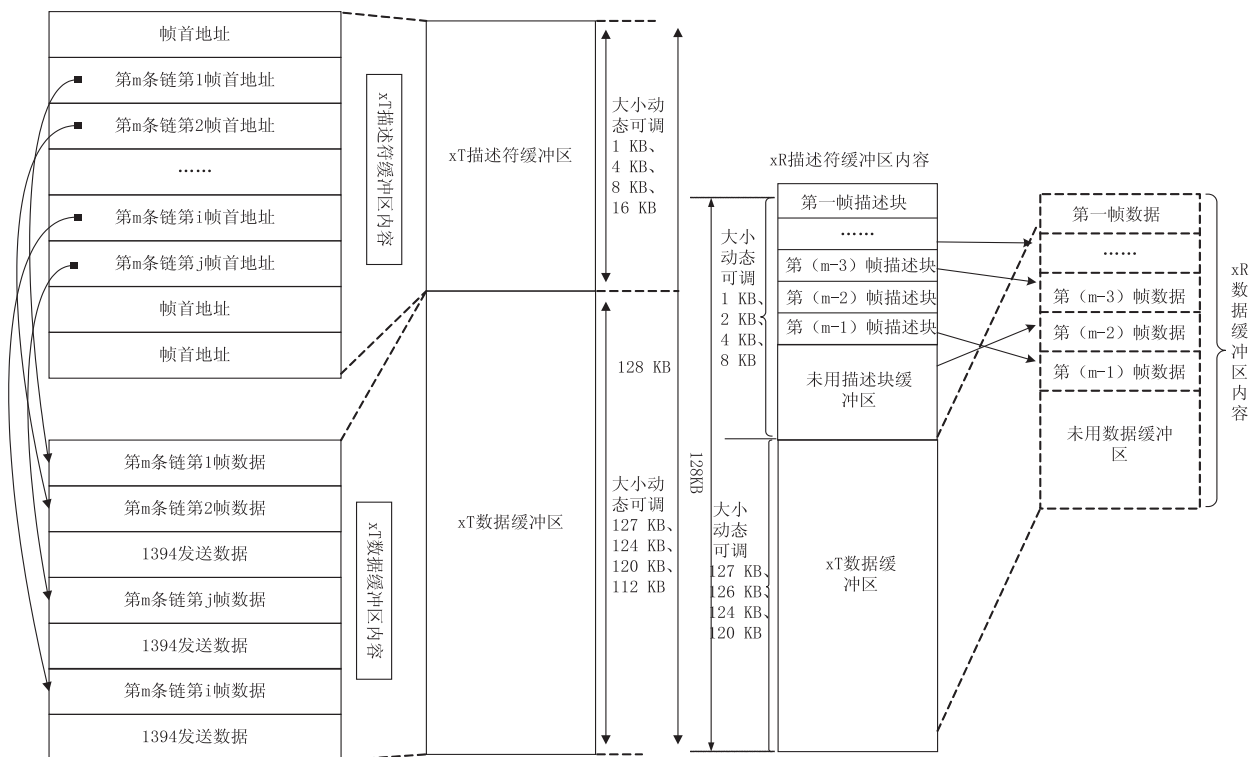 帧首地址
第m条链第1帧首地址
第m条链第2帧首地址
……
第m条链第i帧首地址
第m条链第j帧首地址
帧首地址
帧首地址
xT描述符缓冲区内容
第m条链第1帧数据
第m条链第2帧数据
1394发送数据
第m条链第j帧数据
1394发送数据
第m条链第i帧数据
1394发送数据
xT数据缓冲区内容
xT描述符缓冲区
xT数据缓冲区
大小动
态可调
1 KB、
4 KB、
8 KB、
16 KB
128 KB
大小动
态可调
127 KB、
124 KB、
120 KB、
112 KB
xR描述符缓冲区内容
128KB
大小
动态
可调
1 KB、
2 KB、
4 KB、
8 KB
第一帧描述块
……
第（m-3）帧描述块
第（m-2）帧描述块
第（m-1）帧描述块
未用描述块缓
冲区
大小
动态
可调
127 KB、
126 KB、
124 KB、
120 KB
xT数据缓
冲区
第一帧数据
……
第（m-3）帧数据
第（m-2）帧数据
第（m-1）帧数据
未用数据缓冲
区
xR
数
据
缓
冲
区
内
容